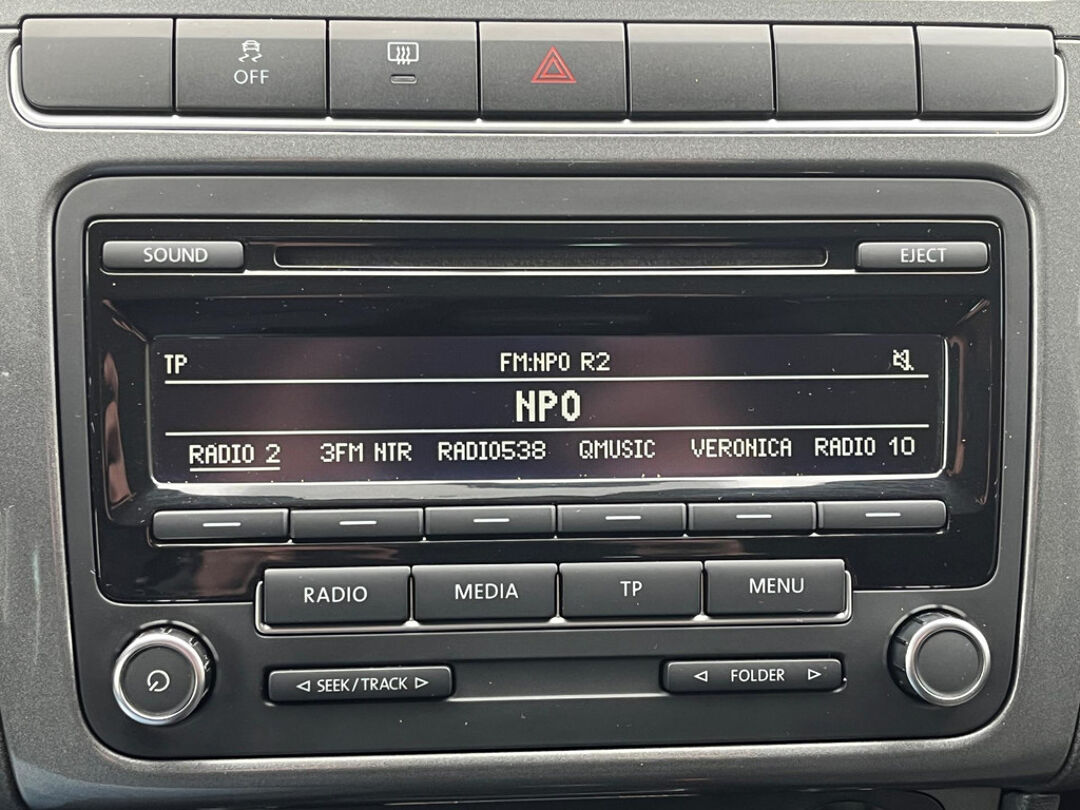 OFF
SOUND EJECT
TP FM:NPO R2
NPO
RADIO 2 3FM NTR RADIO538 QMUSIC VERONICA RADIO 10
RADIO MEDIA TP MENU
SEEK/TRACK FOLDER